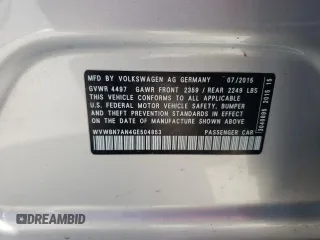 MFD BY VOLKSWAGEN AG GERMANY 07/2015
GVWR 4497 GAWR FRONT 2359 / REAR 2249 LBS
THIS VEHICLE CONFORMS TO ALL APPLICABLE
U.S. FEDERAL MOTOR VEHICLE SAFETY, BUMPER
AND THEFT PREVENTION STANDARDS IN EFFECT
ON THE DATE OF MANUFACTURE SHOWN ABOVE
WVWBN7AN4GE504953 PASSENGER CAR
© IDRIVEAMD